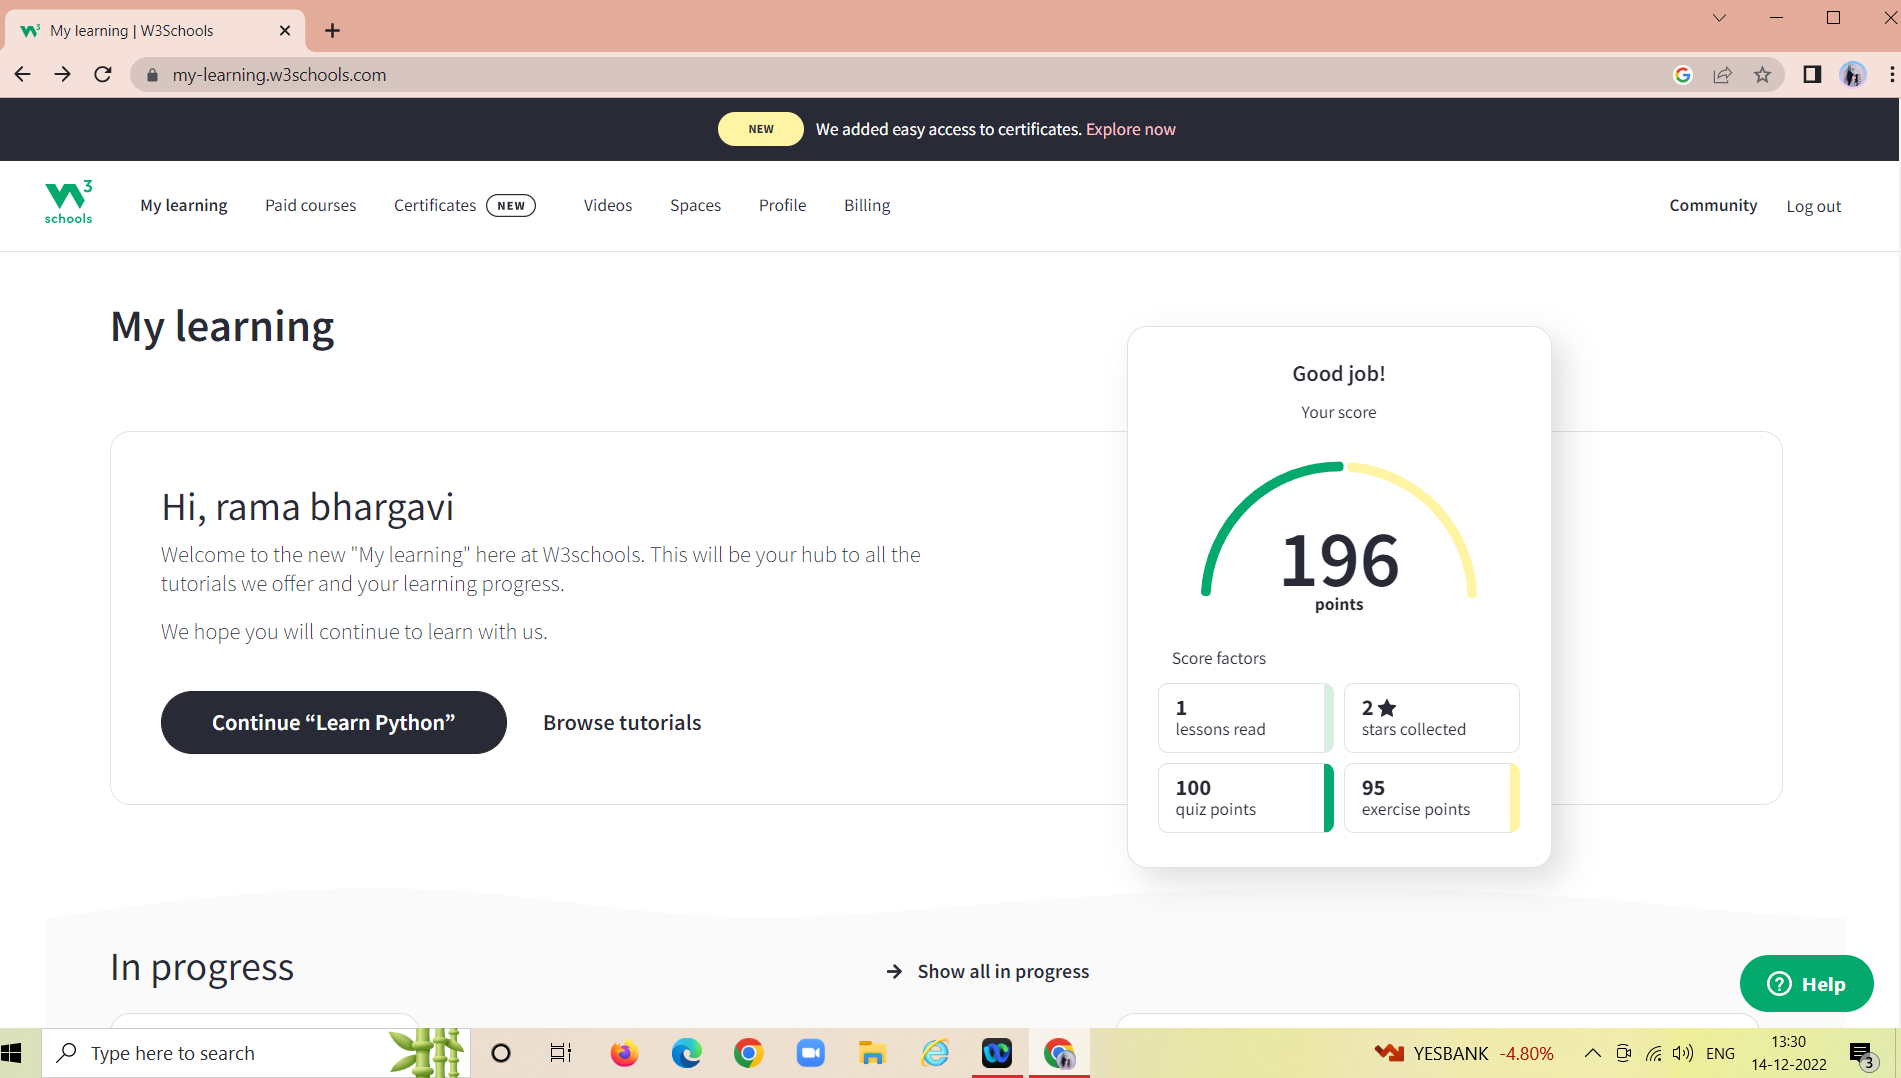 My learning | W3Schools
my-learning.w3schools.com
NEW We added easy access to certificates. Explore now
W3 schools
My learning Paid courses Certificates NEW Videos Spaces Profile Billing Community Log out
My learning
Good job!
Your score
196
points
Hi, rama bhargavi
Welcome to the new "My learning" here at W3schools. This will be your hub to all the
tutorials we offer and your learning progress.
We hope you will continue to learn with us.
Continue “Learn Python” Browse tutorials
Score factors
1
lessons read
2
stars collected
100
quiz points
95
exercise points
In progress
Show all in progress
Help
Type here to search
YESBANK -4.80%
ENG
13:30
14-12-2022
3